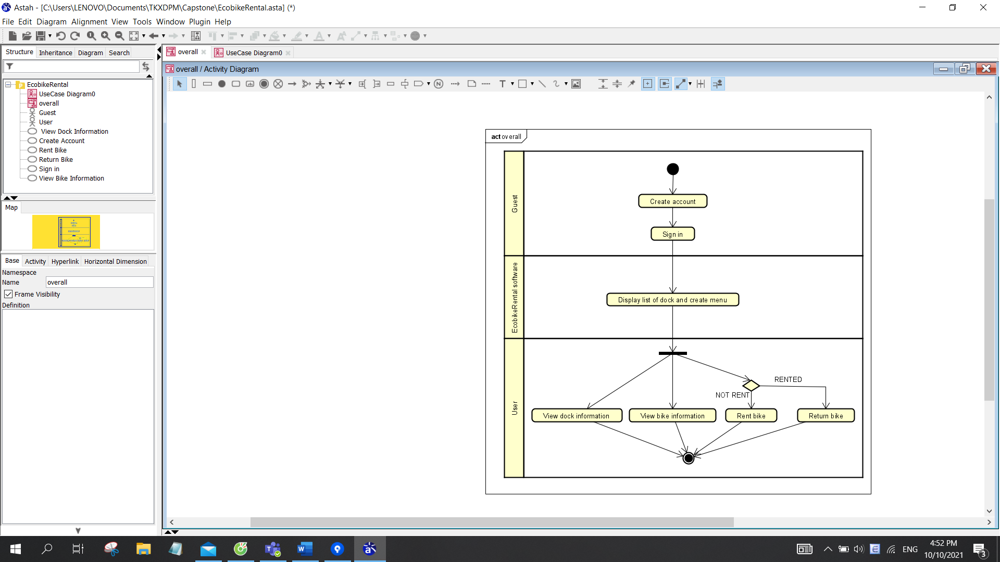 Astah - [C:\Users\LENOVO\Documents\TKXDPM\Capstone\EcobikeRental.asta] (*)
File Edit Diagram Alignment View Tools Window Plugin Help
Structure Inheritance Diagram Search
overall UseCase Diagram0
overall / Activity Diagram
EcobikeRental
UseCase Diagram0
overall
Guest
User
View Dock Information
Create Account
Rent Bike
Return Bike
Sign in
View Bike Information
Map
Base Activity Hyperlink Horizontal Dimension
Namespace
Name overall
Frame Visibility
Definition
act overall
Guest
Create account
Sign in
EcobikeRental software
Display list of dock and create menu
User
RENTED
NOT RENT
View dock information
View bike information
Rent bike
Return bike
ENG
4:52 PM
10/10/2021
3